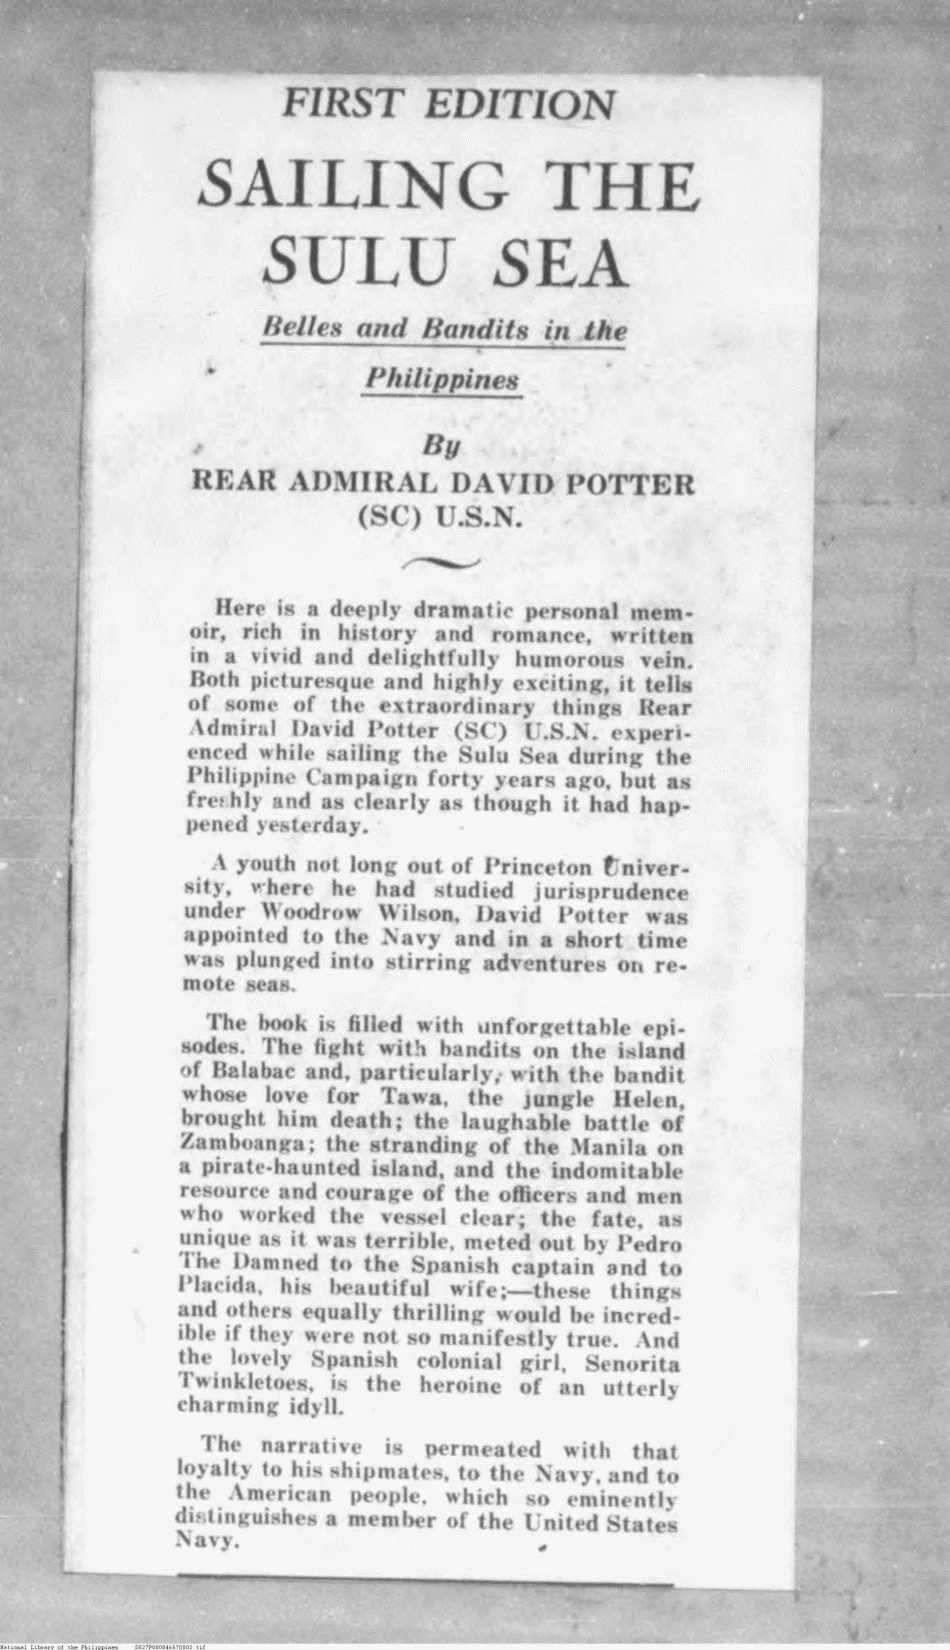 FIRST EDITION
SAILING THE
SULU SEA
Belles and Bandits in the
Philippines
By
REAR ADMIRAL DAVID POTTER
(SC) U.S.N.
Here is a deeply dramatic personal mem-
oir, rich in history and romance, written
in a vivid and delightfully humorous vein.
Both picturesque and highly exciting, it tells
of some of the extraordinary things Rear
Admiral David Potter (SC) U.S.N. experi-
enced while sailing the Sulu Sea during the
Philippine Campaign forty years ago, but as
freshly and as clearly as though it had hap-
pened yesterday.
A youth not long out of Princeton Univer-
sity, where he had studied jurisprudence
under Woodrow Wilson, David Potter was
appointed to the Navy and in a short time
was plunged into stirring adventures on re-
mote seas.
The book is filled with unforgettable epi-
sodes. The fight with bandits on the island
of Balabac and, particularly, with the bandit
whose love for Tawa, the jungle Helen,
brought him death; the laughable battle of
Zamboanga; the stranding of the Manila on
a pirate-haunted island, and the indomitable
resource and courage of the officers and men
who worked the vessel clear; the fate, as
unique as it was terrible, meted out by Pedro
The Damned to the Spanish captain and to
Placida, his beautiful wife;—these things
and others equally thrilling would be incred-
ible if they were not so manifestly true. And
the lovely Spanish colonial girl, Senorita
Twinkletoes, is the heroine of an utterly
charming idyll.
The narrative is permeated with that
loyalty to his shipmates, to the Navy, and to
the American people, which so eminently
distinguishes a member of the United States
Navy.
National Library of the Philippines